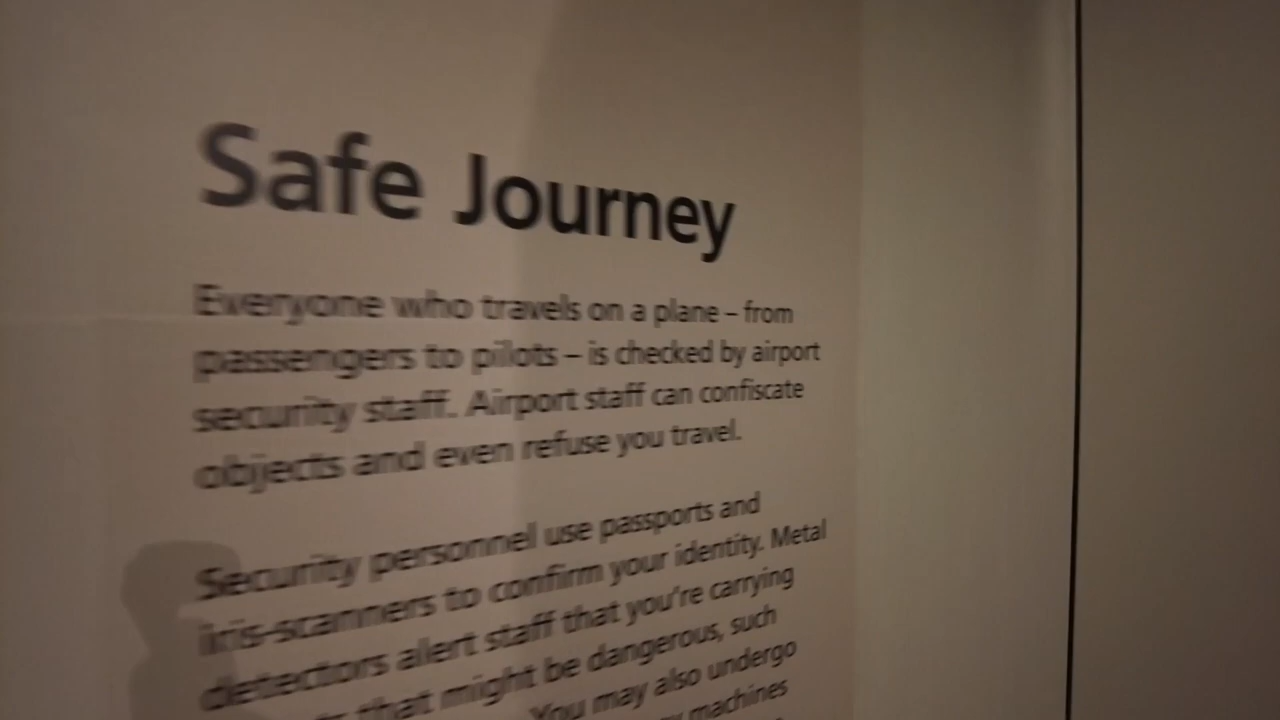 Safe Journey
Everyone who travels on a plane – from
passengers to pilots – is checked by airport
security staff. Airport staff can confiscate
objects and even refuse you travel.
Security personnel use passports and
iris-scanners to confirm your identity. Metal
detectors alert staff that you're carrying
that might be dangerous, such
You may also undergo
machines